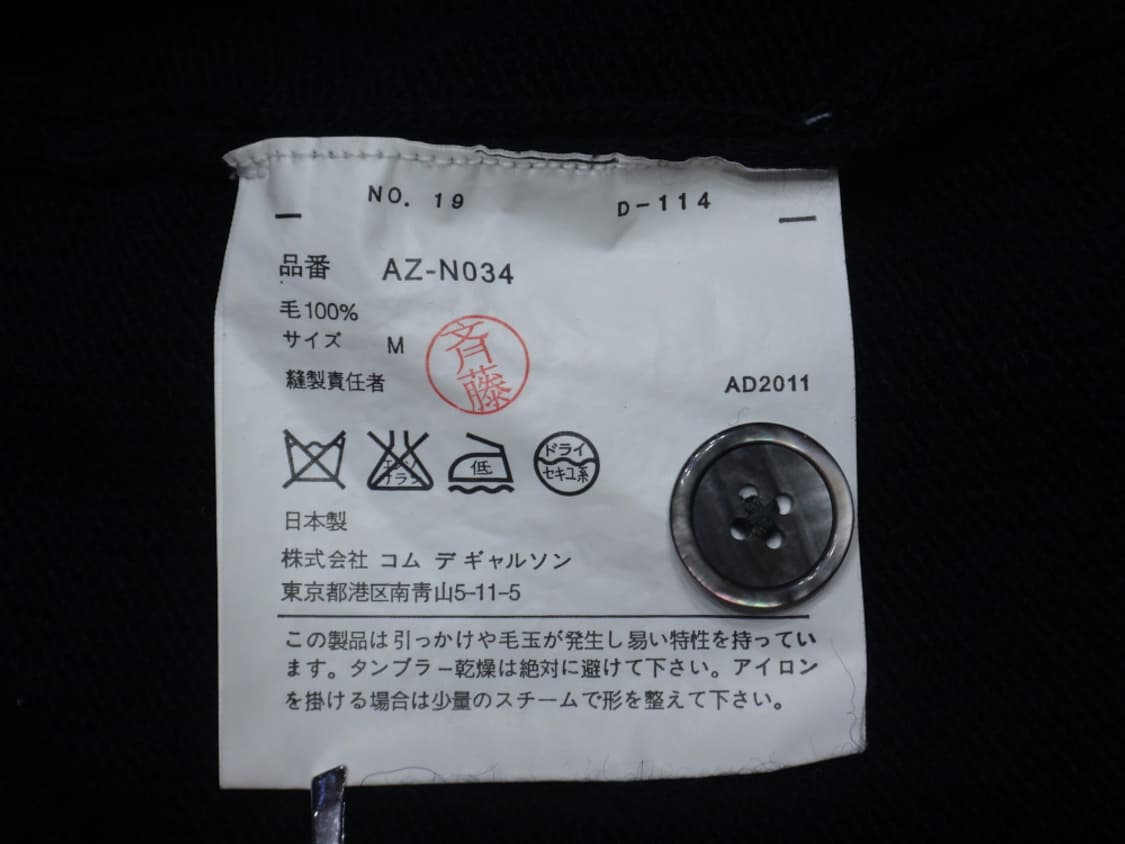 NO. 19 D-114
品番 AZ-N034
毛100%
サイズ M
斉藤
縫製責任者
AD2011
低
ドライ
セキユ系
日本製
株式会社 コム デ ギャルソン
東京都港区南青山5-11-5
この製品は引っかけや毛玉が発生し易い特性を持ってい
ます。タンブラー乾燥は絶対に避けて下さい。アイロン
を掛ける場合は少量のスチームで形を整えて下さい。